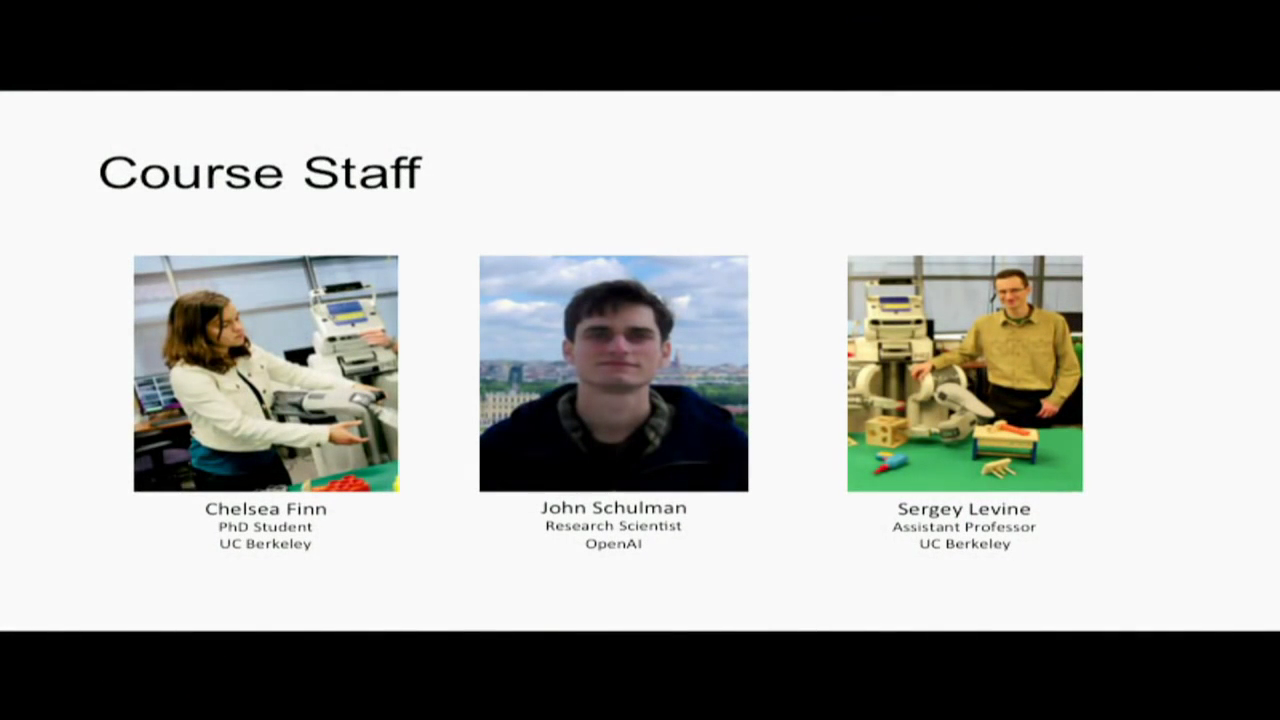 Course Staff
Chelsea Finn
PhD Student
UC Berkeley
John Schulman
Research Scientist
OpenAI
Sergey Levine
Assistant Professor
UC Berkeley